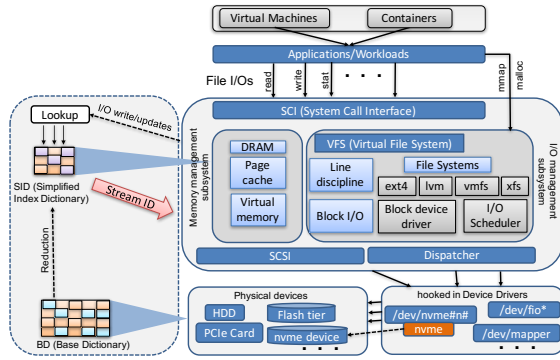 Virtual Machines
Containers
Applications/Workloads
File I/Os
read
write
stat
. . .
mmap
malloc
Lookup
I/O write/updates
SCI (System Call Interface)
SID (Simplified
Index Dictionary)
Stream ID
Reduction
BD (Base Dictionary)
Memory management
subsystem
DRAM
Page
cache
Virtual
memory
VFS (Virtual File System)
Line
discipline
File Systems
ext4
lvm
vmfs
xfs
Block I/O
Block device
driver
I/O
Scheduler
I/O management
subsystem
SCSI
Dispatcher
Physical devices
HDD
Flash tier
PCIe Card
nvme device
. . .
hooked in Device Drivers
/dev/nvme#n#
nvme
/dev/fio*
/dev/mapper
. . .